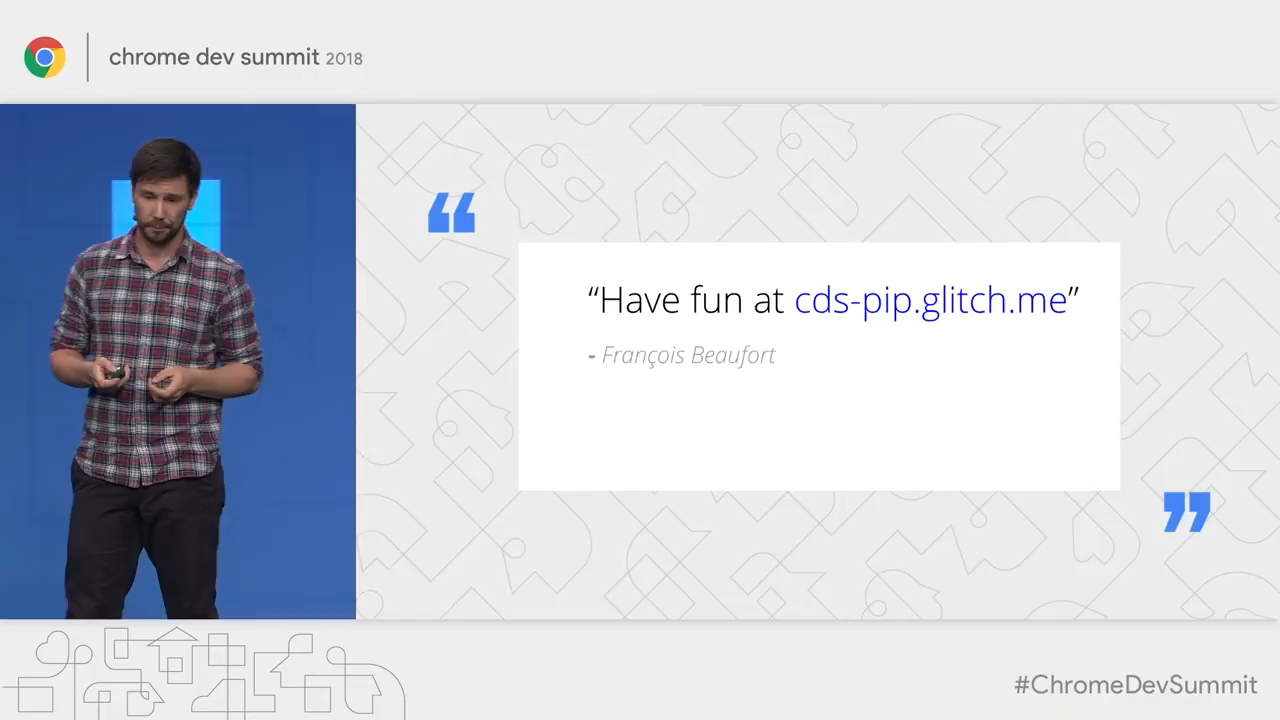 chrome dev summit 2018
“
“Have fun at cds-pip.glitch.me”
- François Beaufort
”
#ChromeDevSummit